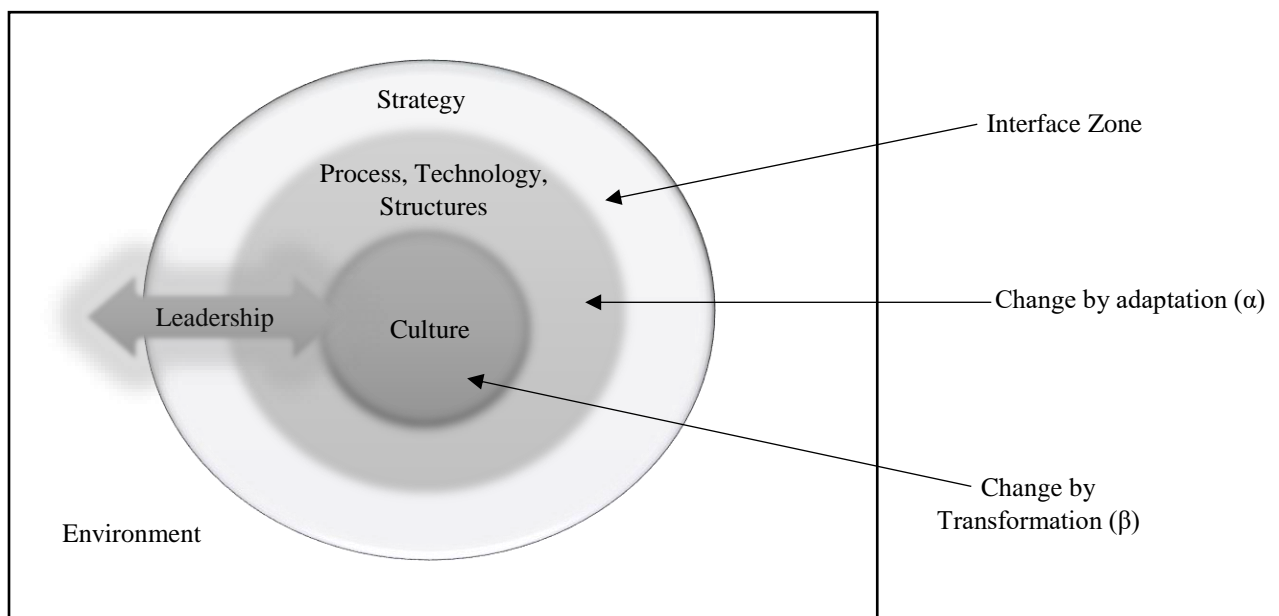 Strategy
Interface Zone
Process, Technology,
Structures
Change by adaptation (α)
Leadership
Culture
Change by
Transformation (β)
Environment